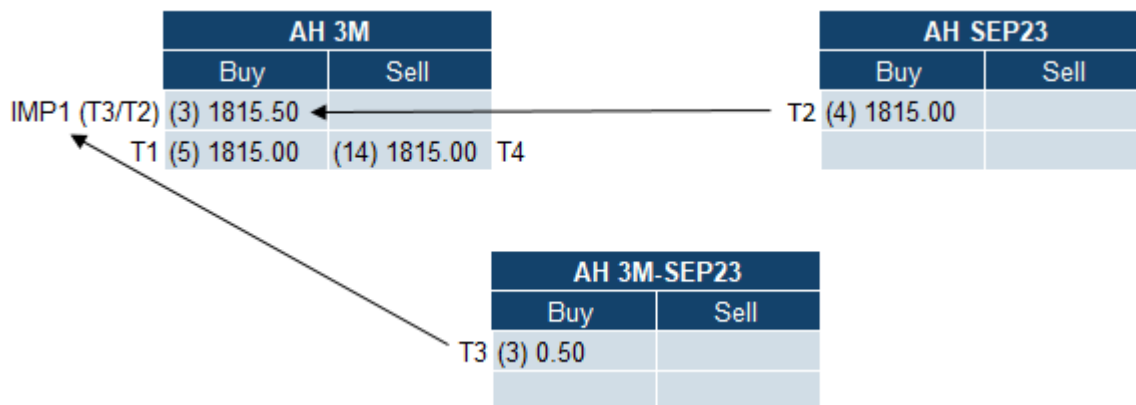 AH 3M
Buy Sell
IMP1 (T3/T2) (3) 1815.50
T1 (5) 1815.00 (14) 1815.00 T4
AH SEP23
Buy Sell
T2 (4) 1815.00
AH 3M-SEP23
Buy Sell
T3 (3) 0.50